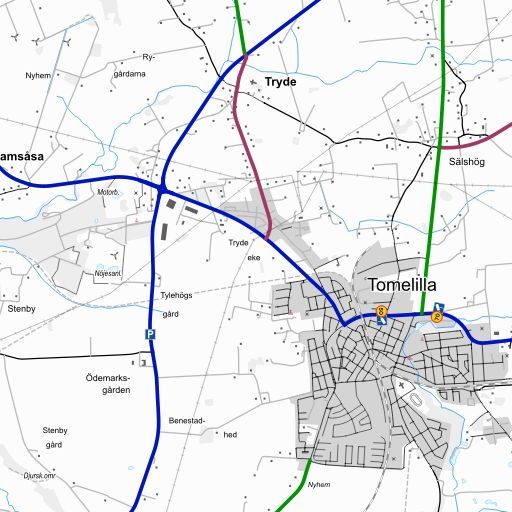 Ry-
gårdarna
Nyhem
Tryde
amsåsa
Sälshög
Motorb.
Tryde
eke
Nöjesanl.
Tomelilla
Tylehögs
gård
Stenby
P
Ödemarks-
gården
Benestad-
hed
Stenby
gård
Djursk.omr
Nyhem